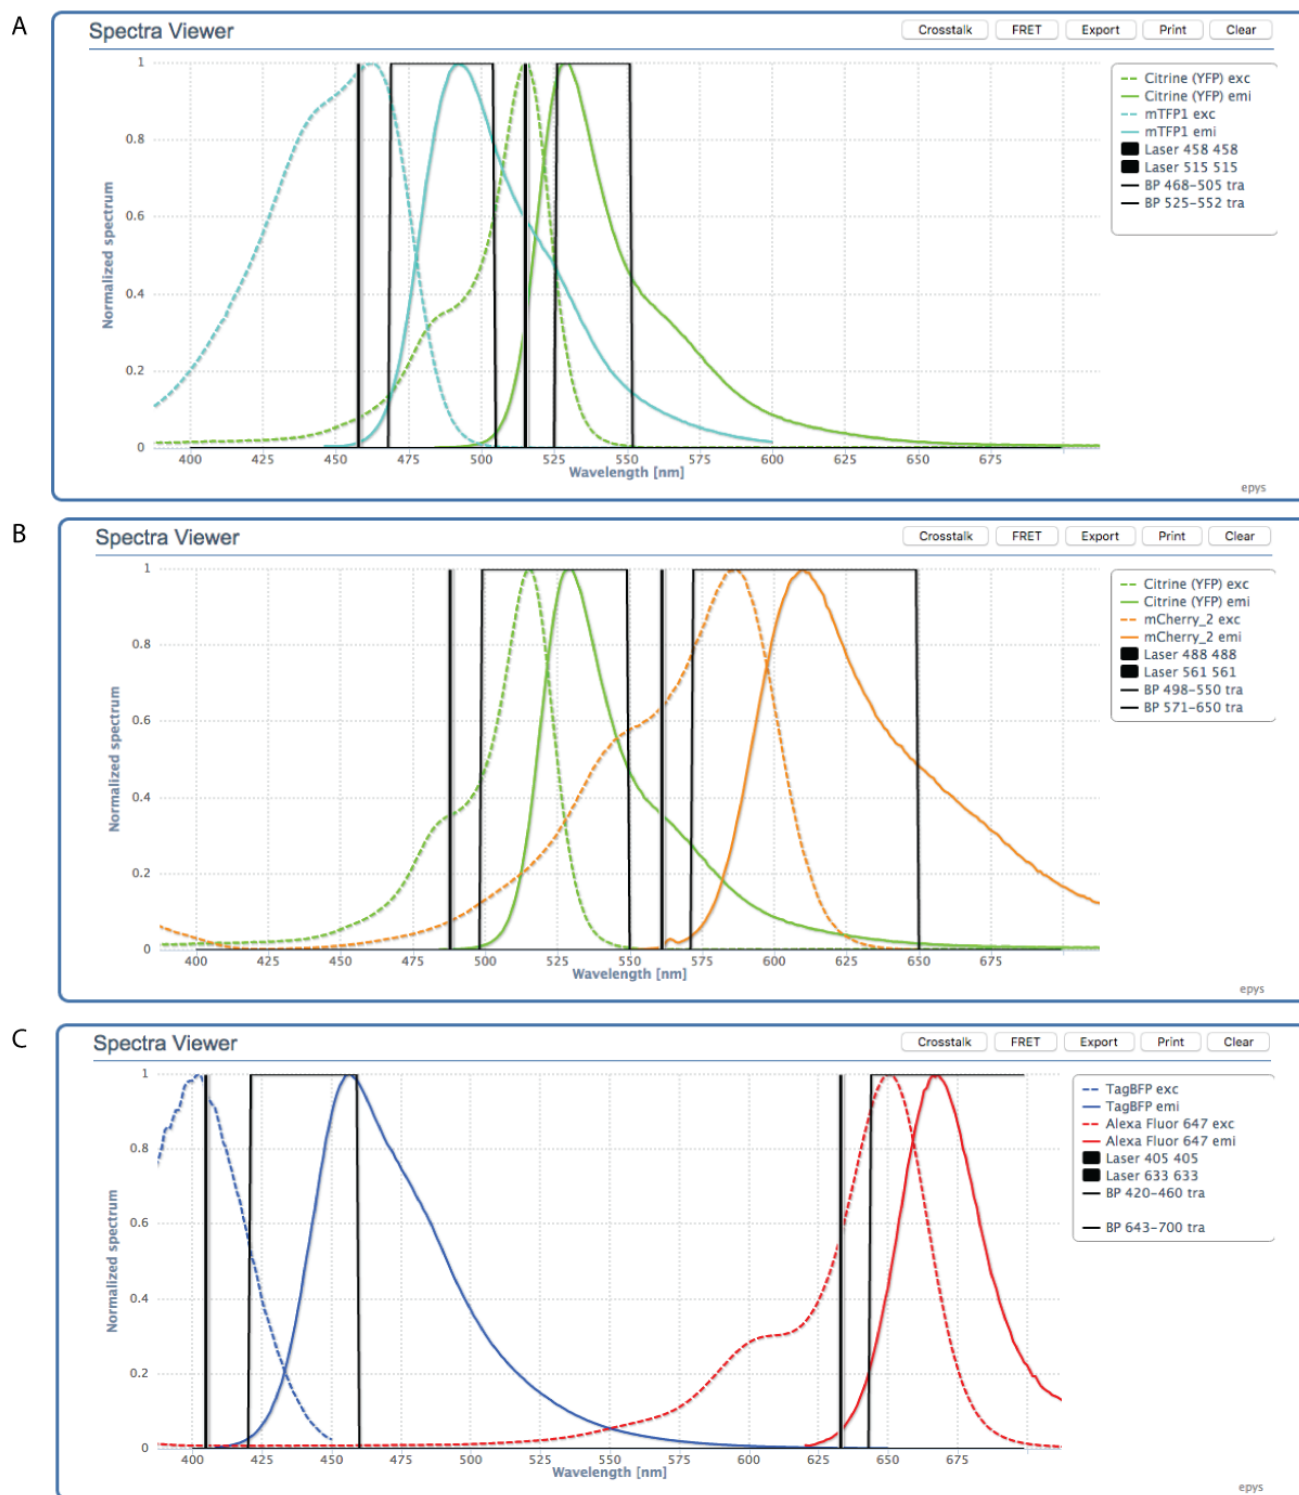 A
Spectra Viewer
Crosstalk FRET Export Print Clear
Citrine (YFP) exc
Citrine (YFP) emi
mTFP1 exc
mTFP1 emi
Laser 458 458
Laser 515 515
BP 468-505 tra
BP 525-552 tra
Normalized spectrum
1
0.8
0.6
0.4
0.2
0
400 425 450 475 500 525 550 575 600 625 650 675
Wavelength [nm]
epys
B
Spectra Viewer
Crosstalk FRET Export Print Clear
Citrine (YFP) exc
Citrine (YFP) emi
mCherry_2 exc
mCherry_2 emi
Laser 488 488
Laser 561 561
BP 498-550 tra
BP 571-650 tra
Normalized spectrum
1
0.8
0.6
0.4
0.2
0
400 425 450 475 500 525 550 575 600 625 650 675
Wavelength [nm]
epys
C
Spectra Viewer
Crosstalk FRET Export Print Clear
TagBFP exc
TagBFP emi
Alexa Fluor 647 exc
Alexa Fluor 647 emi
Laser 405 405
Laser 633 633
BP 420-460 tra
BP 643-700 tra
Normalized spectrum
1
0.8
0.6
0.4
0.2
0
400 425 450 475 500 525 550 575 600 625 650 675
Wavelength [nm]
epys